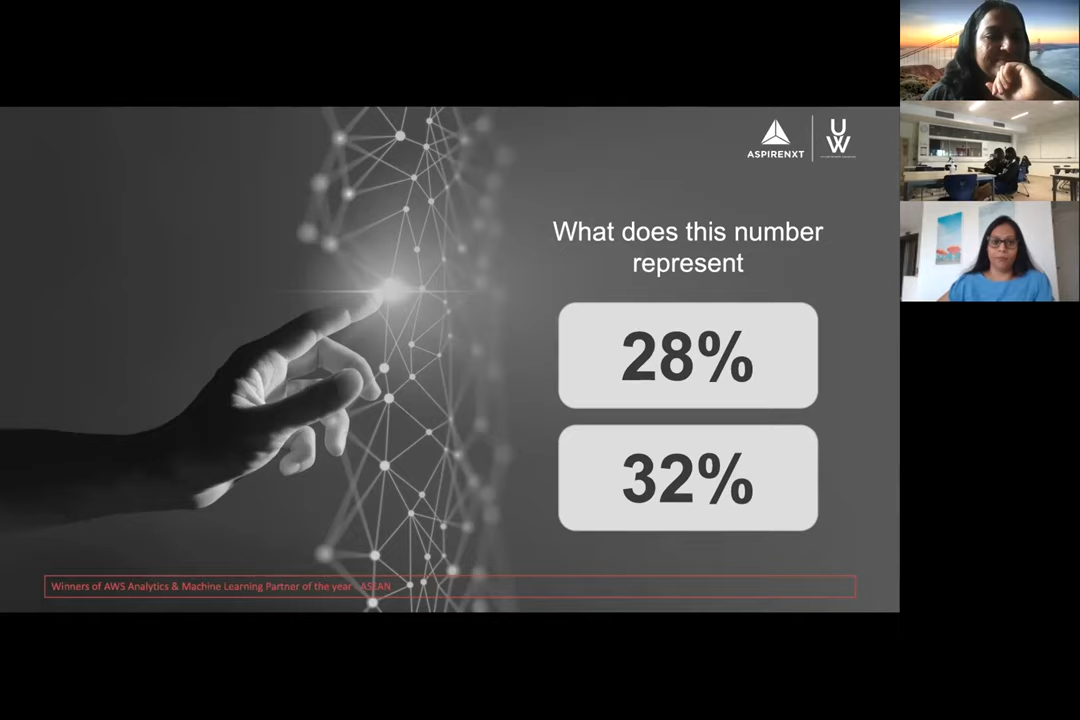 ASPIRENXT
UW
What does this number
represent
28%
32%
Winners of AWS Analytics & Machine Learning Partner of the year - ASEAN